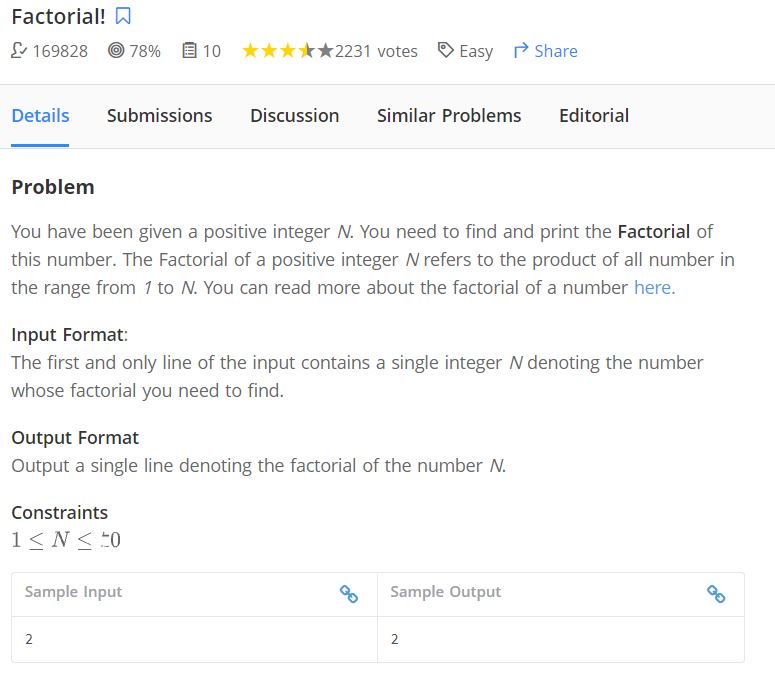 Factorial!
169828 78% 10 2231 votes Easy Share
Details Submissions Discussion Similar Problems Editorial
Problem
You have been given a positive integer N. You need to find and print the Factorial of
this number. The Factorial of a positive integer N refers to the product of all number in
the range from 1 to N. You can read more about the factorial of a number here.
Input Format:
The first and only line of the input contains a single integer N denoting the number
whose factorial you need to find.
Output Format
Output a single line denoting the factorial of the number N.
Constraints
1 ≤ N ≤
Sample Input Sample Output
2 2